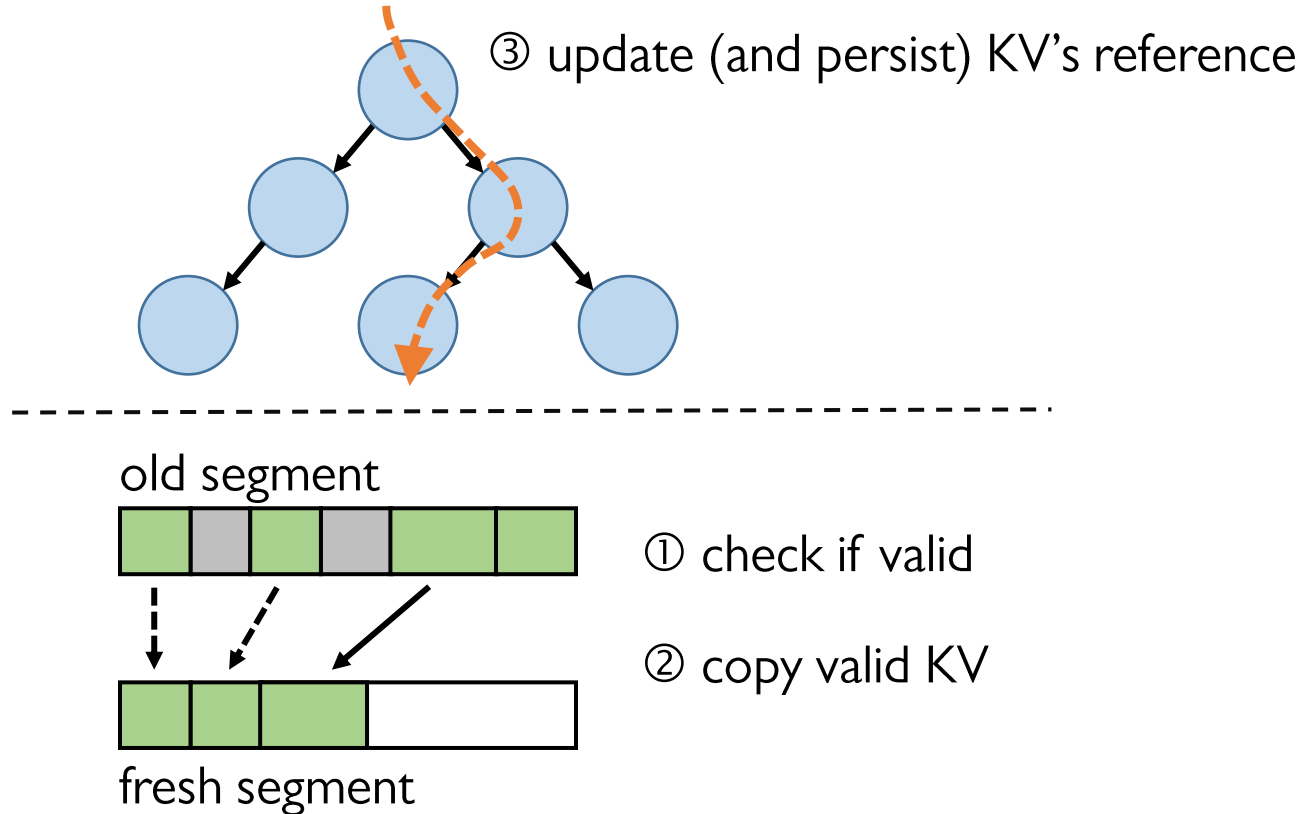 ③ update (and persist) KV’s reference
old segment
① check if valid
② copy valid KV
fresh segment